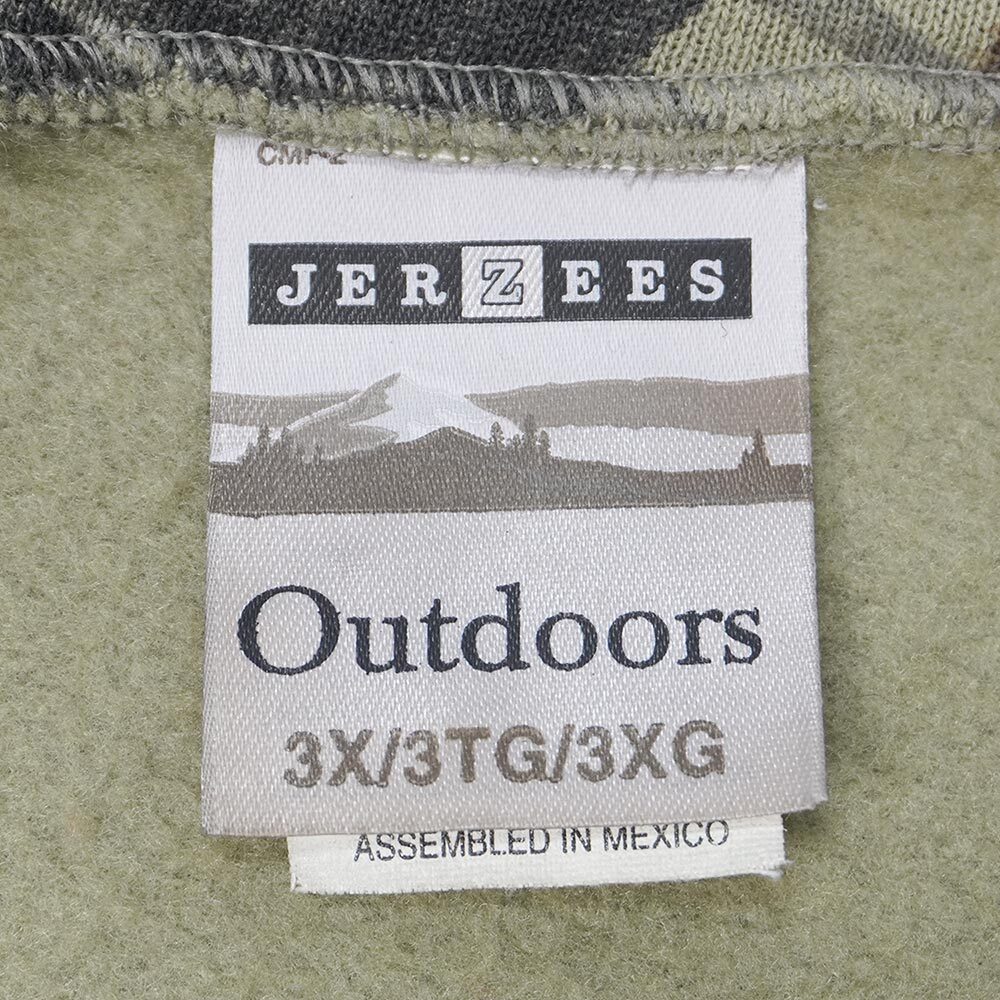 JERZEES
Outdoors
3X/3TG/3XG
ASSEMBLED IN MEXICO